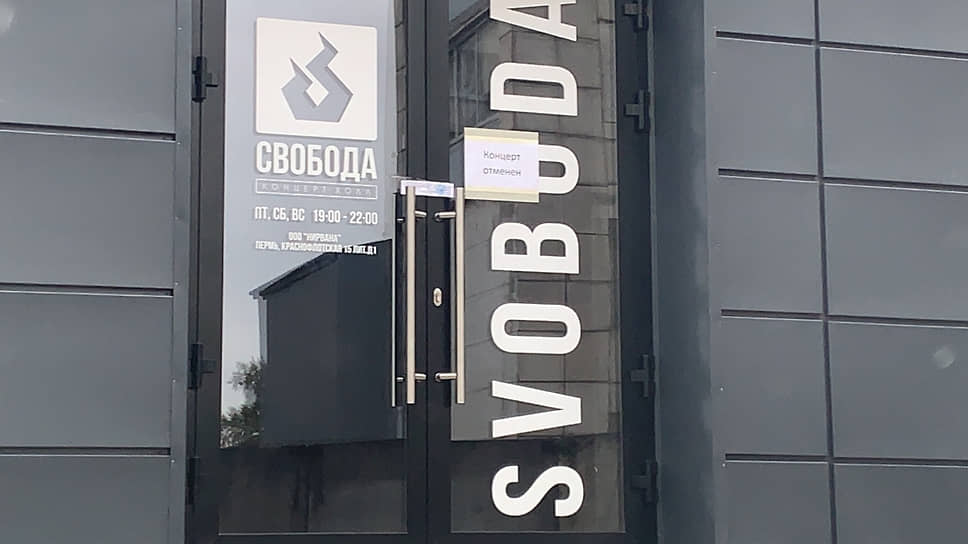 СВОБОДА
КОНЦЕРТ-ХОЛЛ
ПТ, СБ, ВС 19:00 - 22:00
ООО "НИРВАНА"
ПЕРМЬ, КРАСНОФЛОТСКАЯ 15 ЛИТ.Д1
Концерт
отменен
SVOBODA